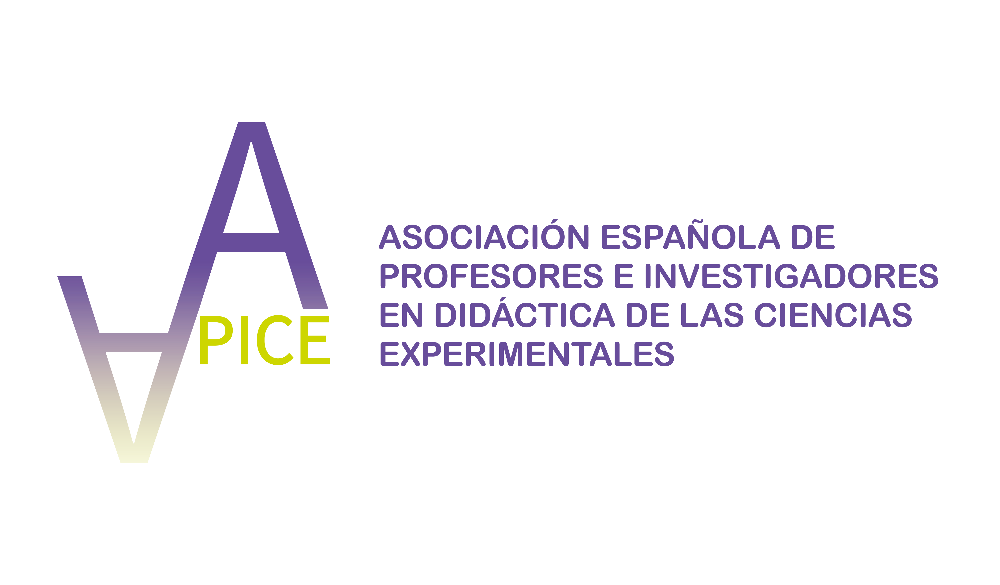 A
APICE
ASOCIACIÓN ESPAÑOLA DE
PROFESORES E INVESTIGADORES
EN DIDÁCTICA DE LAS CIENCIAS
EXPERIMENTALES